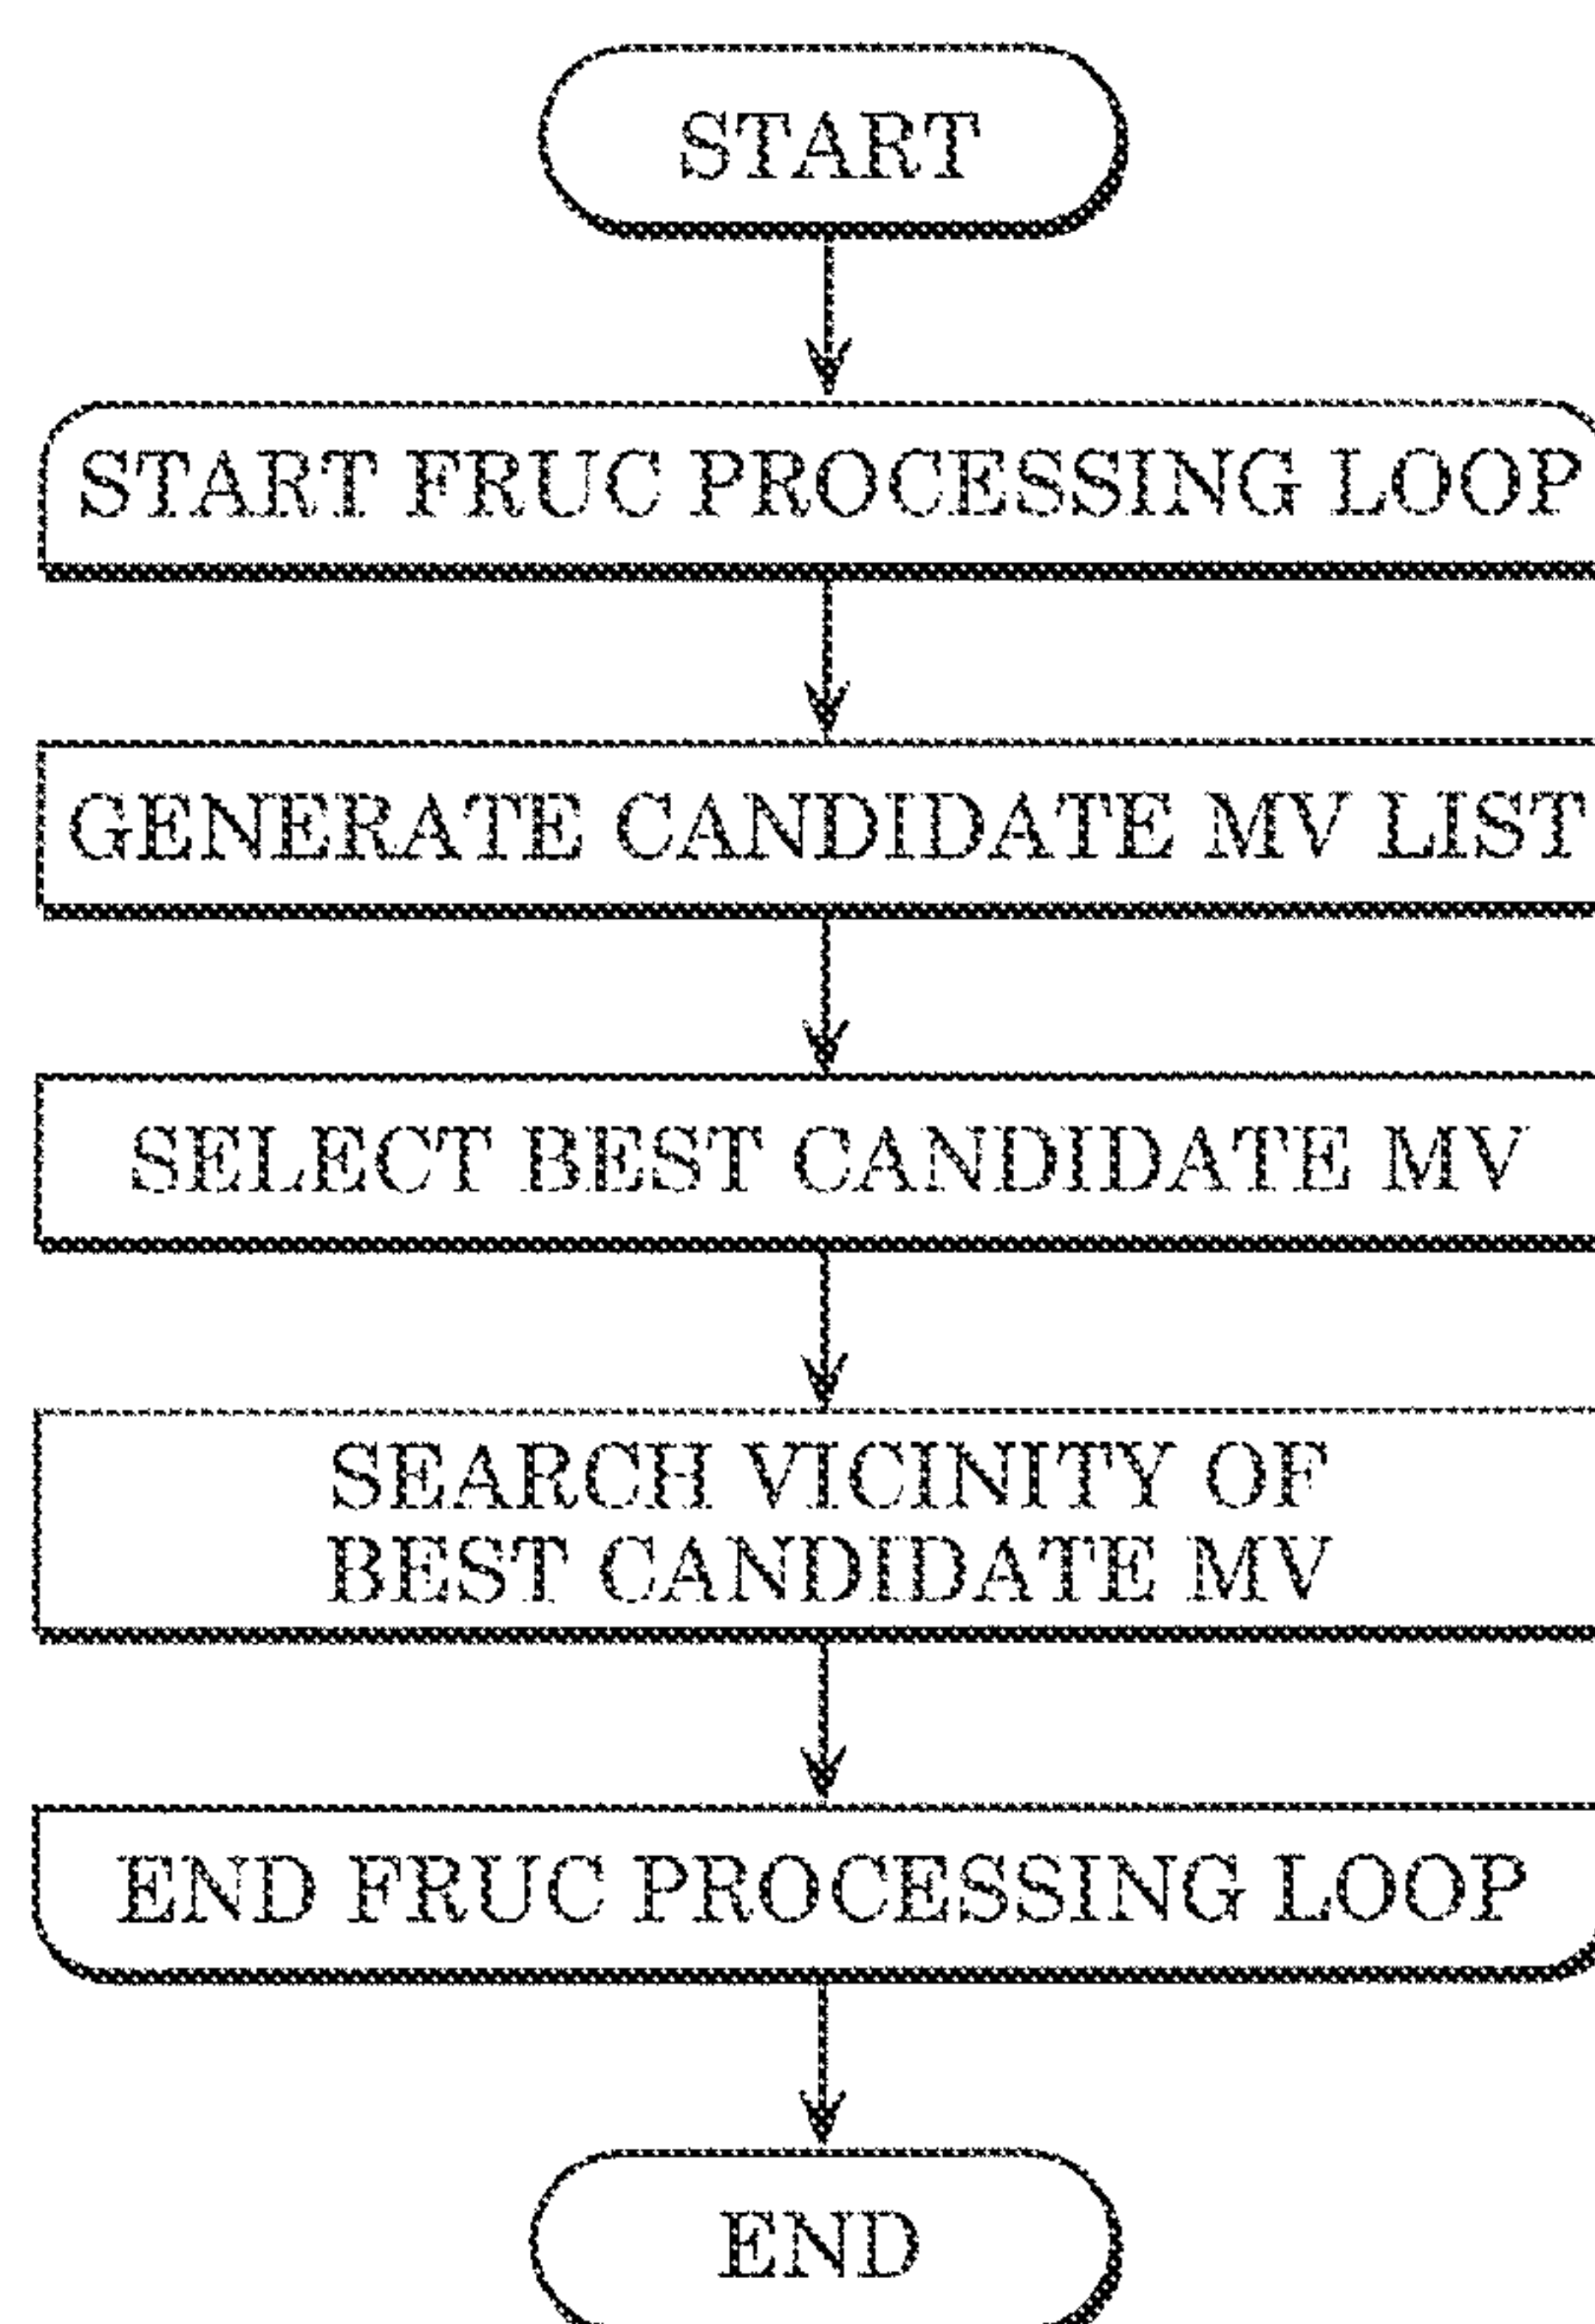 START
START FRUC PROCESSING LOOP
GENERATE CANDIDATE MV LIST
SELECT BEST CANDIDATE MV
SEARCH VICINITY OF
BEST CANDIDATE MV
END FRUC PROCESSING LOOP
END